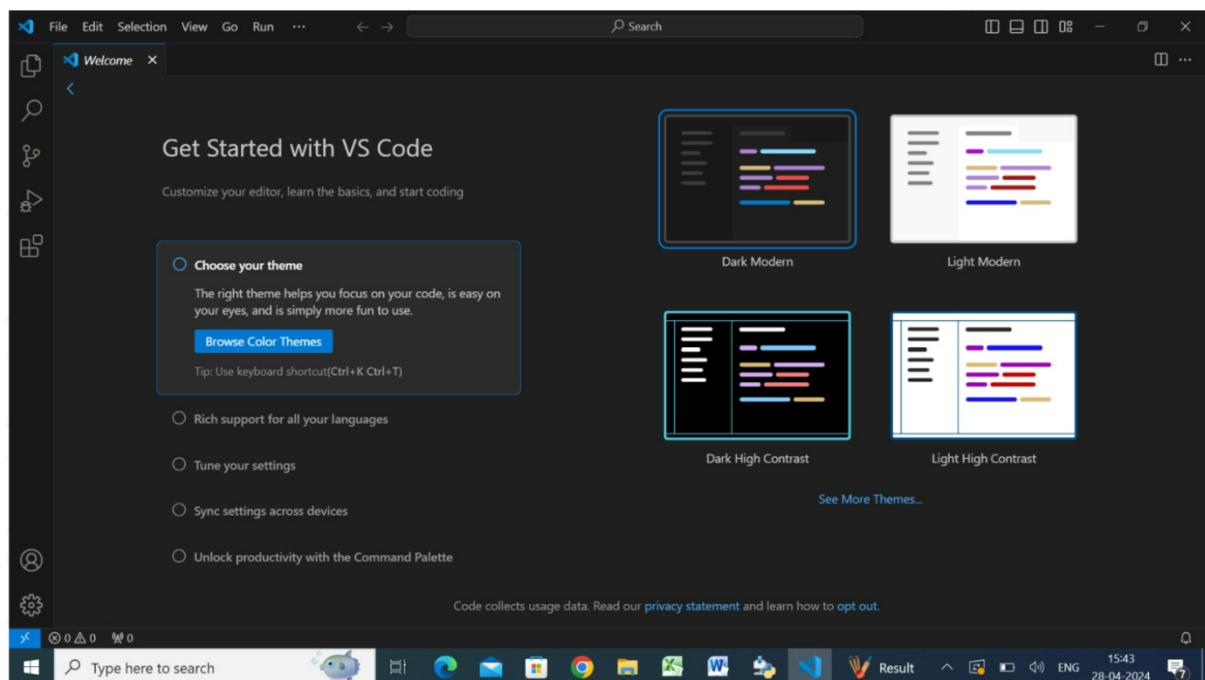 File Edit Selection View Go Run ···
Search
Welcome
Get Started with VS Code
Customize your editor, learn the basics, and start coding
Choose your theme
The right theme helps you focus on your code, is easy on
your eyes, and is simply more fun to use.
Browse Color Themes
Tip: Use keyboard shortcut(Ctrl+K Ctrl+T)
Rich support for all your languages
Tune your settings
Sync settings across devices
Unlock productivity with the Command Palette
Dark Modern
Light Modern
Dark High Contrast
Light High Contrast
See More Themes...
Code collects usage data. Read our privacy statement and learn how to opt out.
0 0 0
Type here to search
Result
ENG
15:43
28-04-2024
7